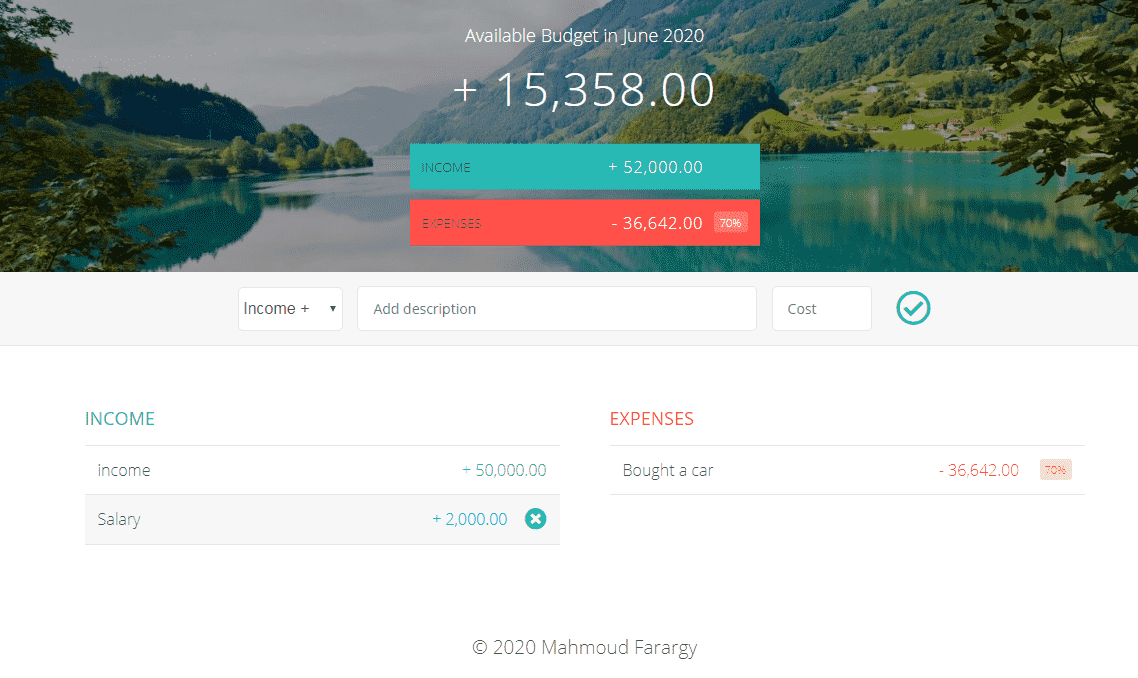 Available Budget in June 2020
+ 15,358.00
INCOME + 52,000.00
EXPENSES - 36,642.00 70%
Income + Add description Cost
INCOME
income + 50,000.00
Salary + 2,000.00
EXPENSES
Bought a car - 36,642.00 70%
© 2020 Mahmoud Farargy